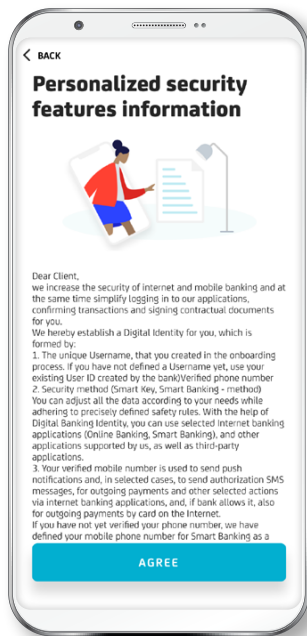 BACK
Personalized security
features information
Dear Client,
we increase the security of internet and mobile banking and at
the same time simplify logging in to our applications,
confirming transactions and signing contractual documents
for you.
We hereby establish a Digital Identity for you, which is
formed by:
1. The unique Username, that you created in the onboarding
process. If you have not defined a Username yet, use your
existing User ID created by the bank)Verified phone number
2. Security method (Smart Key, Smart Banking - method)
You can adjust all the data according to your needs while
adhering to precisely defined safety rules. With the help of
Digital Banking Identity, you can use selected Internet banking
applications (Online Banking, Smart Banking), and other
applications supported by us, as well as third-party
applications.
3. Your verified mobile number is used to send push
notifications and, in selected cases, to send authorization SMS
messages, for outgoing payments and other selected actions
via internet banking applications, and, if bank allows it, also
for outgoing payments by card on the Internet.
If you have not yet verified your phone number, we have
defined your mobile phone number for Smart Banking as a
AGREE